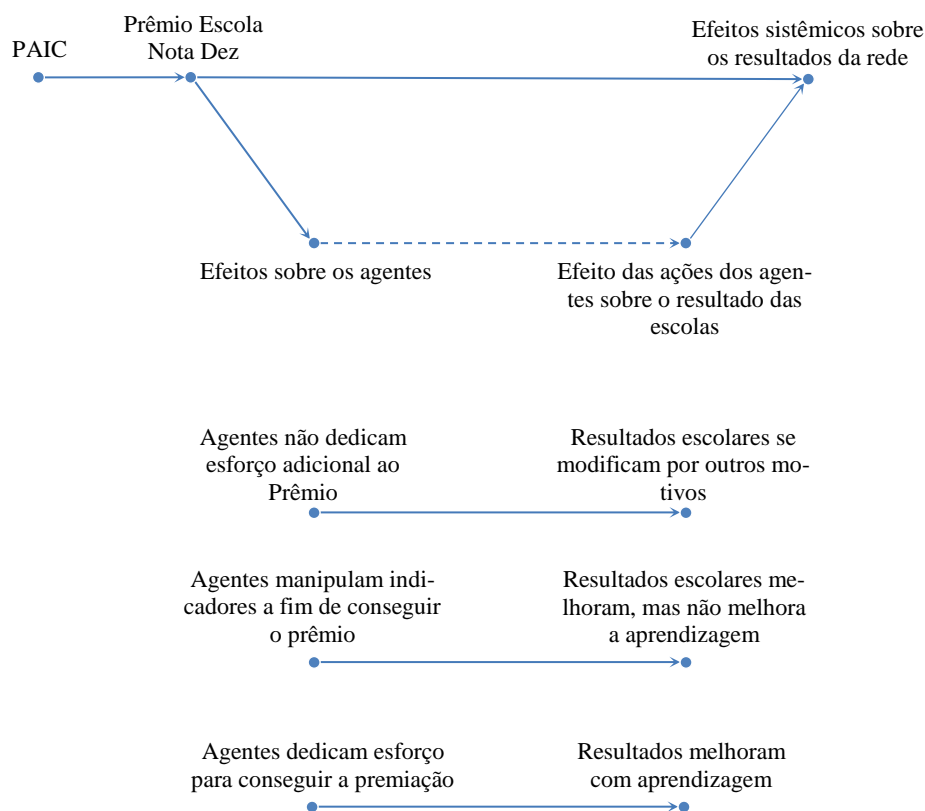 PAIC
Prêmio Escola
Nota Dez
Efeitos sistêmicos sobre
os resultados da rede
Efeitos sobre os agentes
Efeito das ações dos agen-
tes sobre o resultado das
escolas
Agentes não dedicam
esforço adicional ao
Prêmio
Resultados escolares se
modificam por outros mo-
tivos
Agentes manipulam indi-
cadores a fim de conseguir
o prêmio
Resultados escolares me-
lhoram, mas não melhora
a aprendizagem
Agentes dedicam esforço
para conseguir a premiação
Resultados melhoram
com aprendizagem